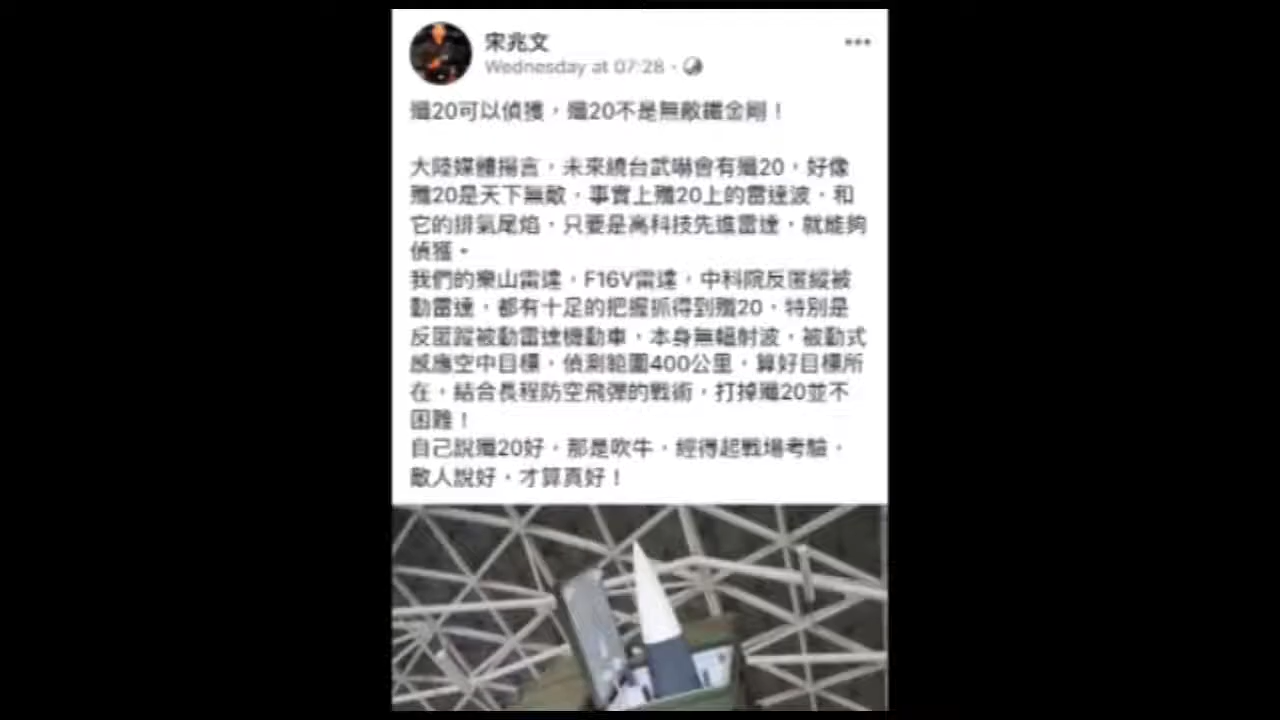 宋兆文
Wednesday at 07:28
殲20可以偵獲，殲20不是無敵鐵金剛！
大陸媒體揚言，未來繞台武嚇會有殲20，好像
殲20是天下無敵，事實上殲20上的雷達波，和
它的排氣尾焰，只要是高科技先進雷達，就能夠
偵獲。
我們的樂山雷達，F16V雷達，中科院反匿縱被
動雷達，都有十足的把握抓得到殲20，特別是
反匿蹤被動雷達機動車，本身無輻射波，被動式
感應空中目標，偵測範圍400公里，算好目標所
在，結合長程防空飛彈的戰術，打掉殲20並不
困難！
自己說殲20好，那是吹牛，經得起戰場考驗，
敵人說好，才算真好！